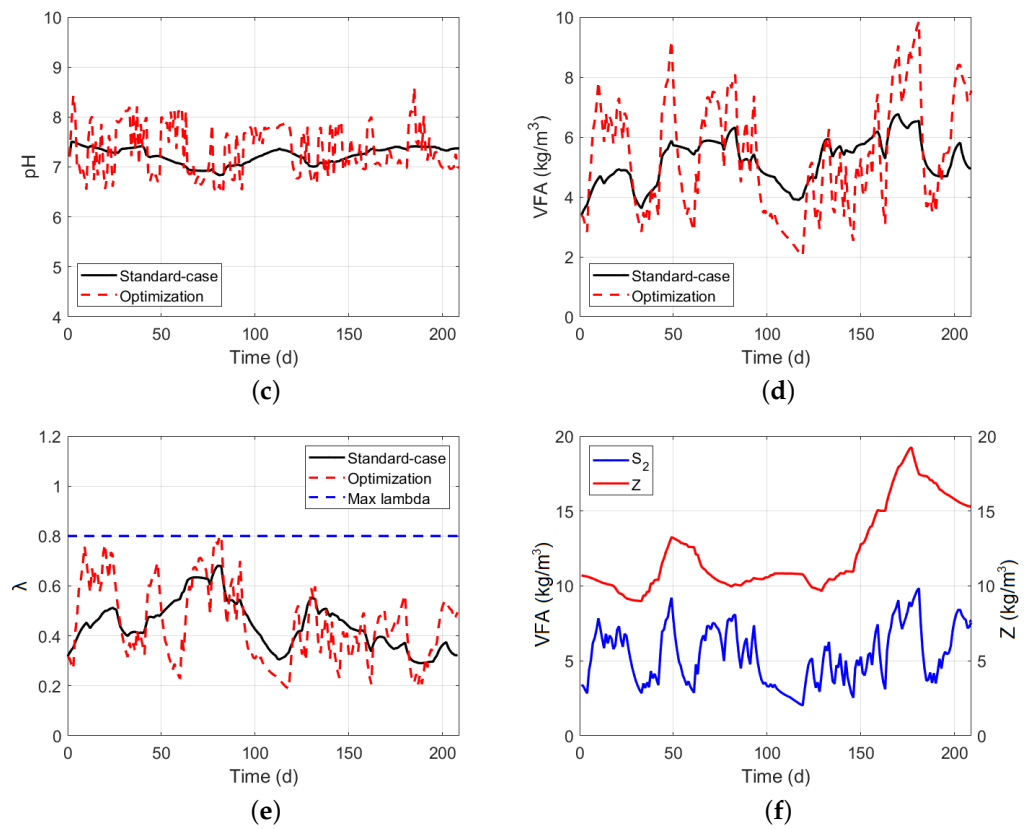 10
9
8
7
6
5
4
pH
0
50
100
150
200
Time (d)
Standard-case
Optimization
(c)
10
8
6
4
2
0
VFA (kg/m³)
0
50
100
150
200
Time (d)
Standard-case
Optimization
(d)
1.2
1
0.8
0.6
0.4
0.2
0
λ
0
50
100
150
200
Time (d)
Standard-case
Optimization
Max lambda
(e)
20
15
10
5
0
VFA (kg/m³)
0
50
100
150
200
Time (d)
S₂
Z
20
15
10
5
0
Z (kg/m³)
(f)